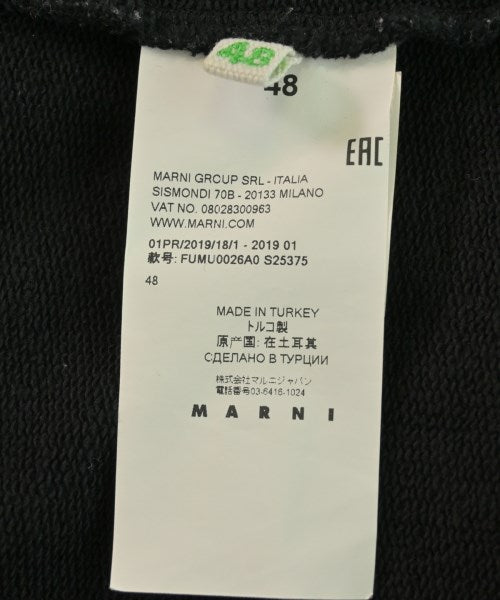 48
48
EAC
MARNI GROUP SRL - ITALIA
SISMONDI 70B - 20133 MILANO
VAT NO. 08028300963
WWW.MARNI.COM
01PR/2019/18/1 - 2019 01
款号: FUMU0026A0 S25375
48
MADE IN TURKEY
トルコ製
原产国: 在土耳其
СДЕЛАНО В ТУРЦИИ
株式会社マルニジャパン
電話番号03-6416-1024
MARNI